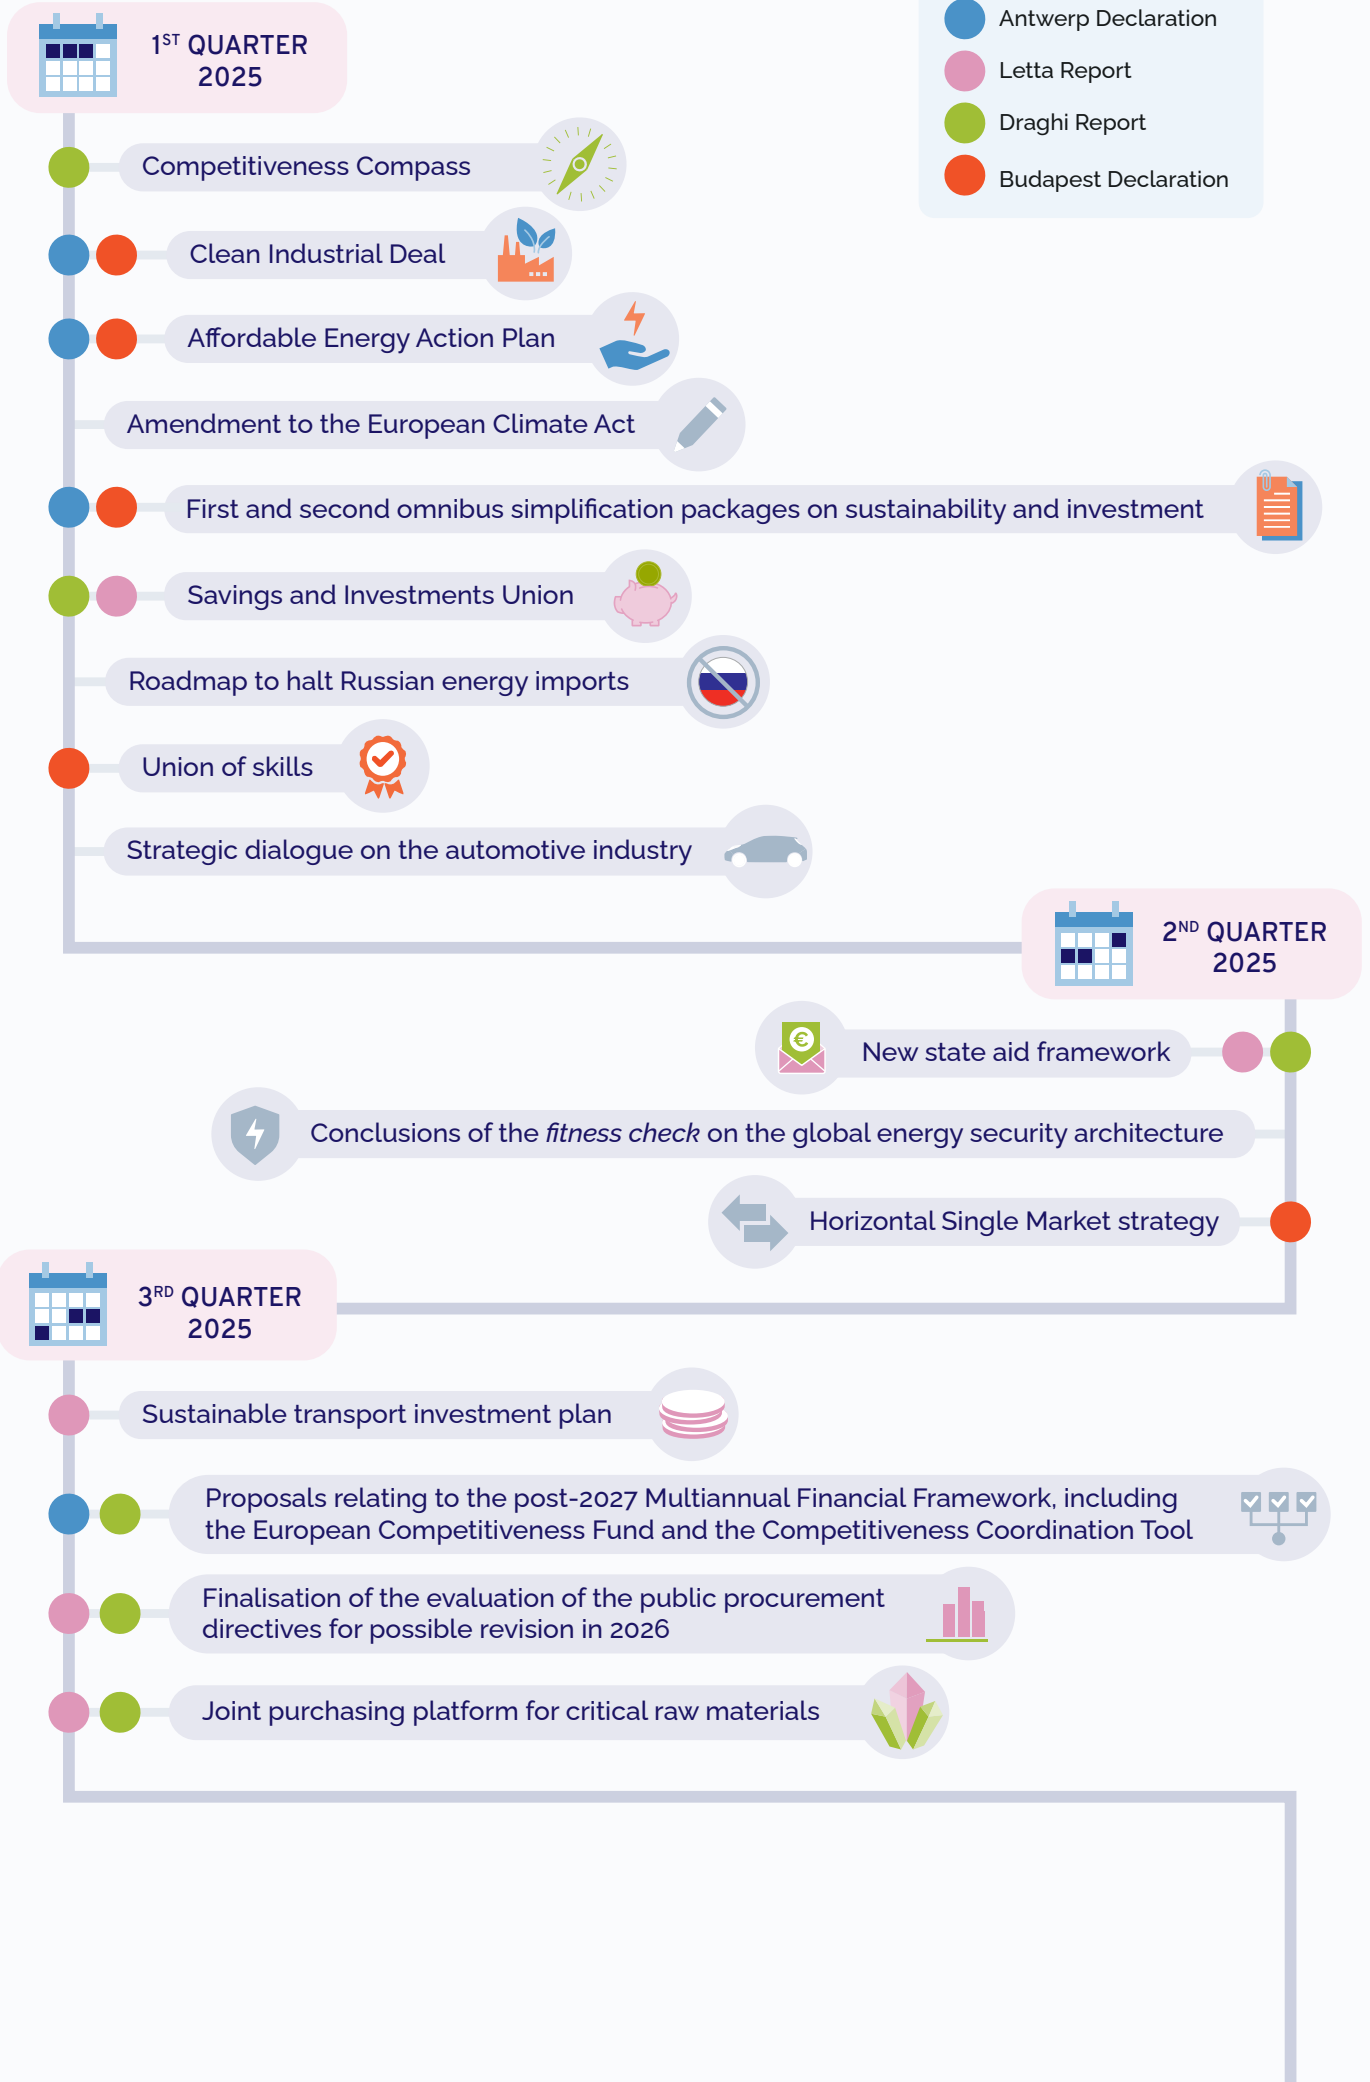 1ST QUARTER
2025
Antwerp Declaration
Letta Report
Draghi Report
Budapest Declaration
Competitiveness Compass
Clean Industrial Deal
Affordable Energy Action Plan
Amendment to the European Climate Act
First and second omnibus simplification packages on sustainability and investment
Savings and Investments Union
Roadmap to halt Russian energy imports
Union of skills
Strategic dialogue on the automotive industry
2ND QUARTER
2025
€
New state aid framework
Conclusions of the fitness check on the global energy security architecture
Horizontal Single Market strategy
3RD QUARTER
2025
Sustainable transport investment plan
Proposals relating to the post-2027 Multiannual Financial Framework, including
the European Competitiveness Fund and the Competitiveness Coordination Tool
Finalisation of the evaluation of the public procurement
directives for possible revision in 2026
Joint purchasing platform for critical raw materials